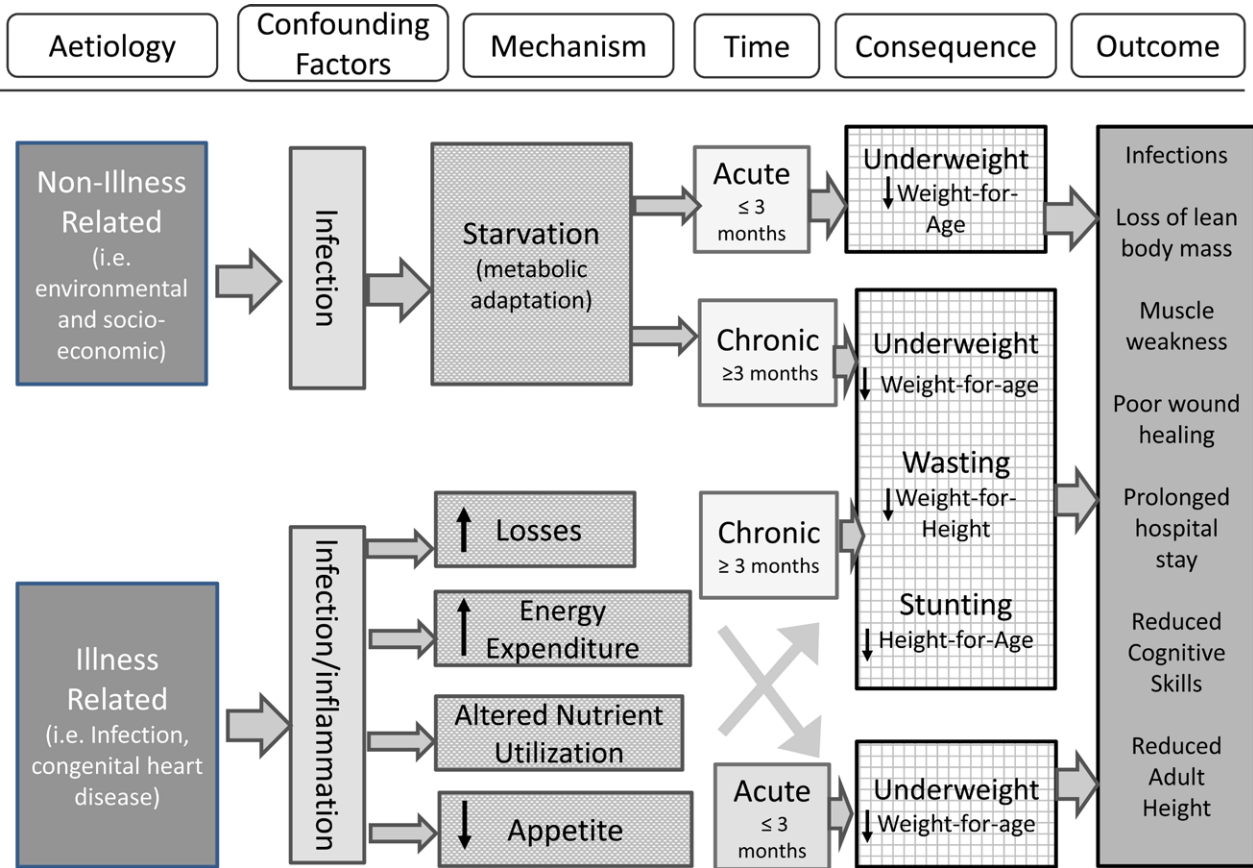 Aetiology
Confounding
Factors
Mechanism
Time
Consequence
Outcome
Non-Illness
Related
(i.e.
environmental
and socio-
economic)
Infection
Starvation
(metabolic
adaptation)
Acute
≤ 3
months
Underweight
↓ Weight-for-
Age
Chronic
≥3 months
Underweight
↓ Weight-for-age
Wasting
↓ Weight-for-
Height
Stunting
↓ Height-for-Age
Illness
Related
(i.e. Infection,
congenital heart
disease)
Infection/inflammation
↑ Losses
↑ Energy
Expenditure
Altered Nutrient
Utilization
↓ Appetite
Chronic
≥ 3 months
Acute
≤ 3
months
Underweight
↓ Weight-for-age
Infections
Loss of lean
body mass
Muscle
weakness
Poor wound
healing
Prolonged
hospital
stay
Reduced
Cognitive
Skills
Reduced
Adult
Height